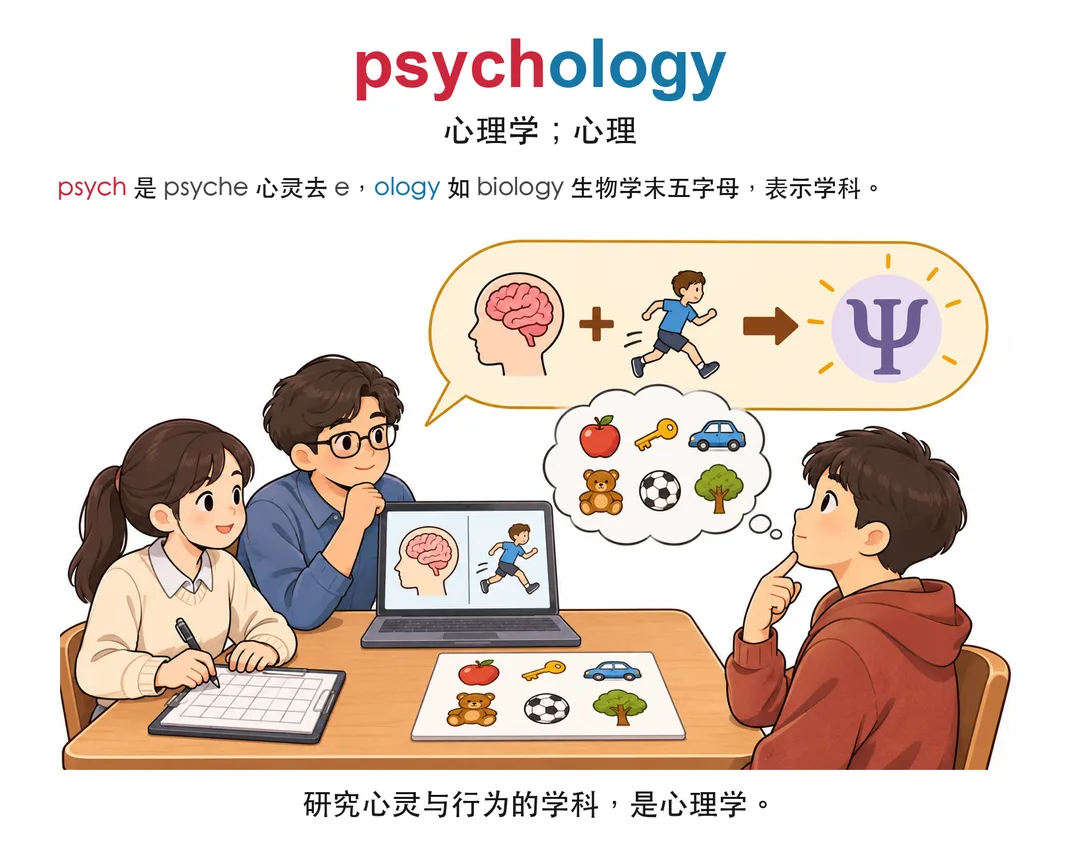 psychology
心理学；心理
psych 是 psyche 心灵去 e，ology 如 biology 生物学末五字母，表示学科。
Ψ
研究心灵与行为的学科，是心理学。